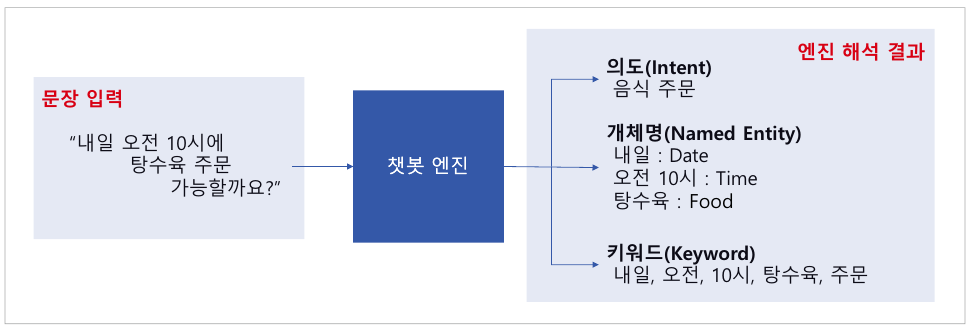 문장 입력
“내일 오전 10시에
탕수육 주문
가능할까요?”
챗봇 엔진
엔진 해석 결과
의도(Intent)
음식 주문
개체명(Named Entity)
내일 : Date
오전 10시 : Time
탕수육 : Food
키워드(Keyword)
내일, 오전, 10시, 탕수육, 주문